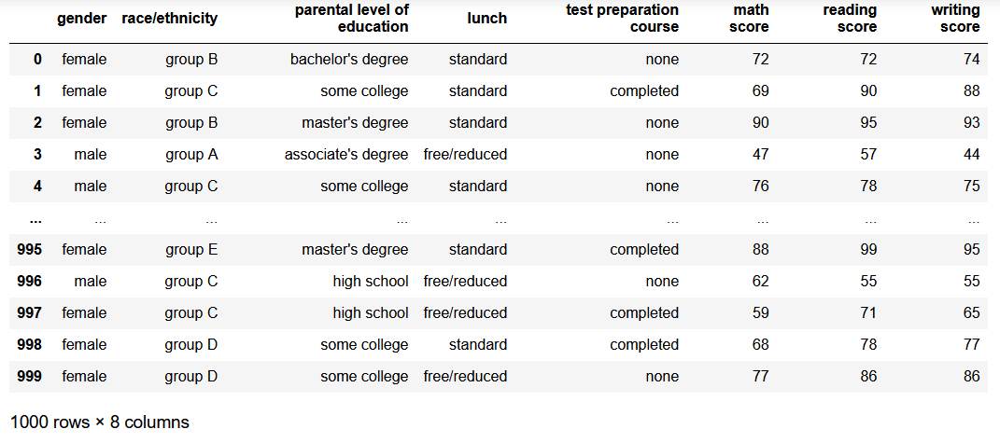 gender race/ethnicity parental level of education lunch test preparation course math score reading score writing score
0 female group B bachelor's degree standard none 72 72 74
1 female group C some college standard completed 69 90 88
2 female group B master's degree standard none 90 95 93
3 male group A associate's degree free/reduced none 47 57 44
4 male group C some college standard none 76 78 75
... ... ... ... ... ... ... ... ...
995 female group E master's degree standard completed 88 99 95
996 male group C high school free/reduced none 62 55 55
997 female group C high school free/reduced completed 59 71 65
998 female group D some college standard completed 68 78 77
999 female group D some college free/reduced none 77 86 86
1000 rows × 8 columns